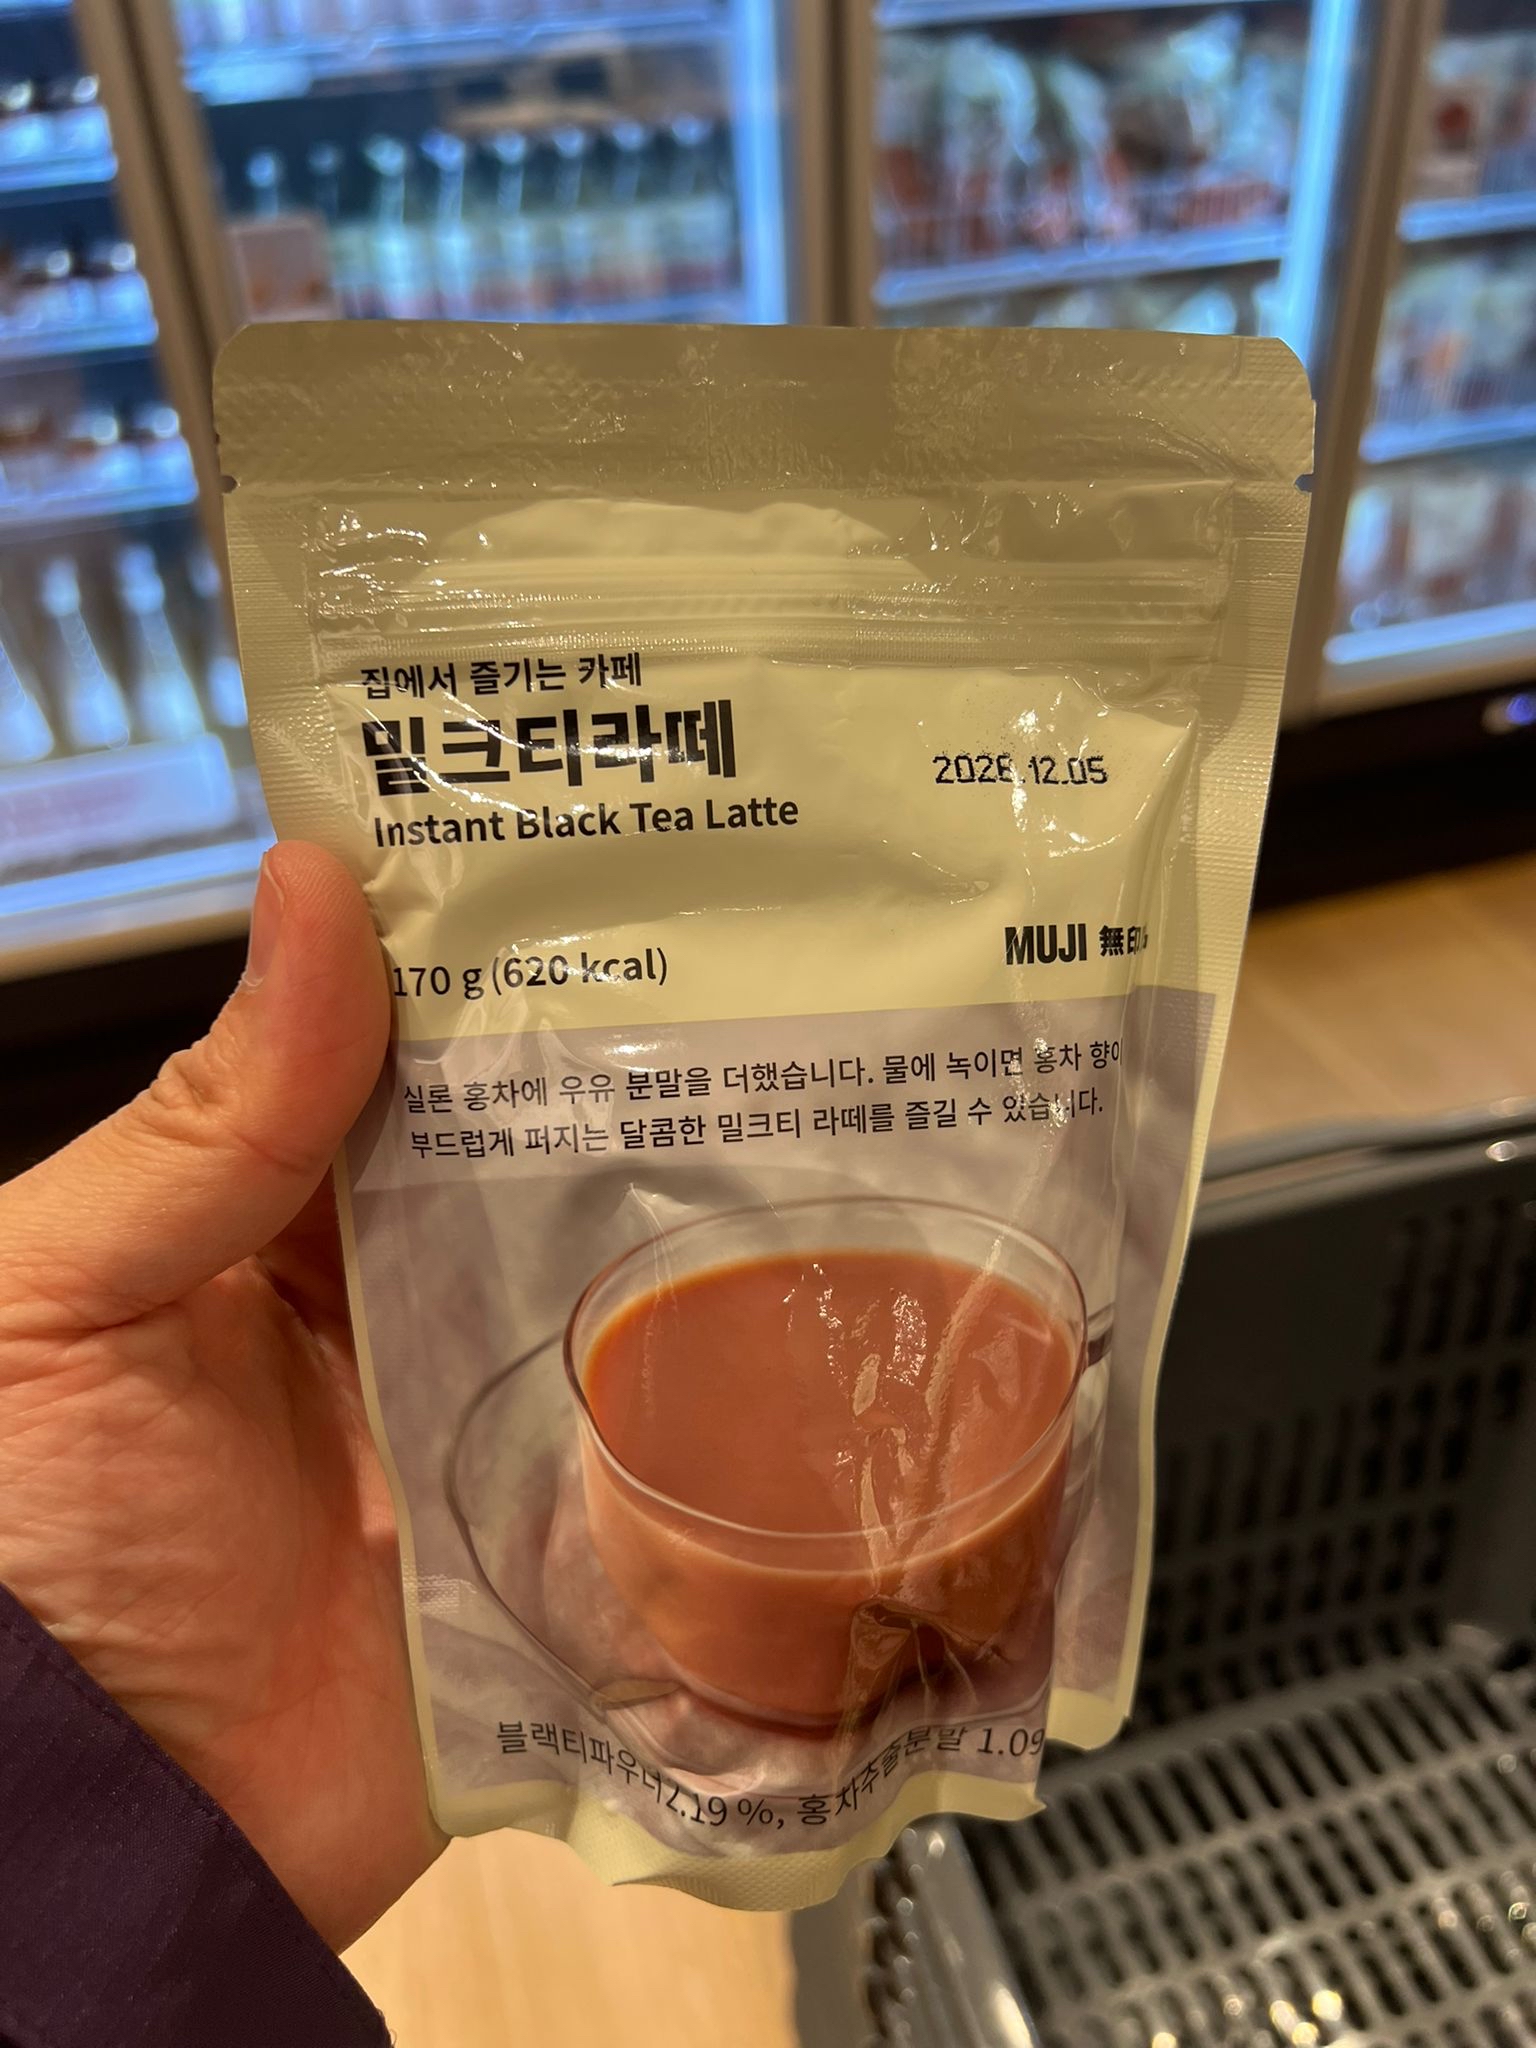 집에서 즐기는 카페
밀크티라떼
Instant Black Tea Latte
2026.12.05
170 g (620 kcal)
MUJI 無印
실론 홍차에 우유 분말을 더했습니다. 물에 녹이면 홍차 향이
부드럽게 퍼지는 달콤한 밀크티 라떼를 즐길 수 있습니다.
블랙티파우더 2.19 %, 홍차추출분말 1.09